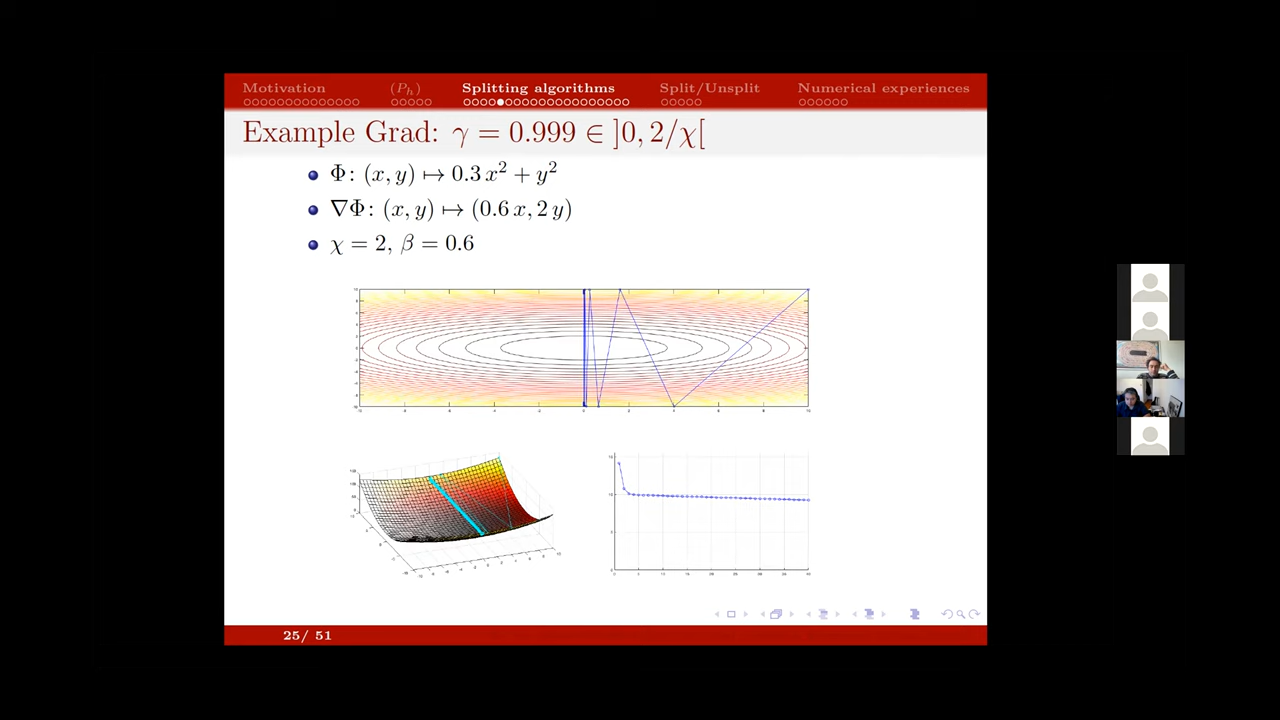 Motivation (P_h) Splitting algorithms Split/Unsplit Numerical experiences
Example Grad: γ = 0.999 ∈ ]0, 2/χ[
Φ: (x, y) ↦ 0.3 x² + y²
∇Φ: (x, y) ↦ (0.6 x, 2 y)
χ = 2, β = 0.6
25/ 51